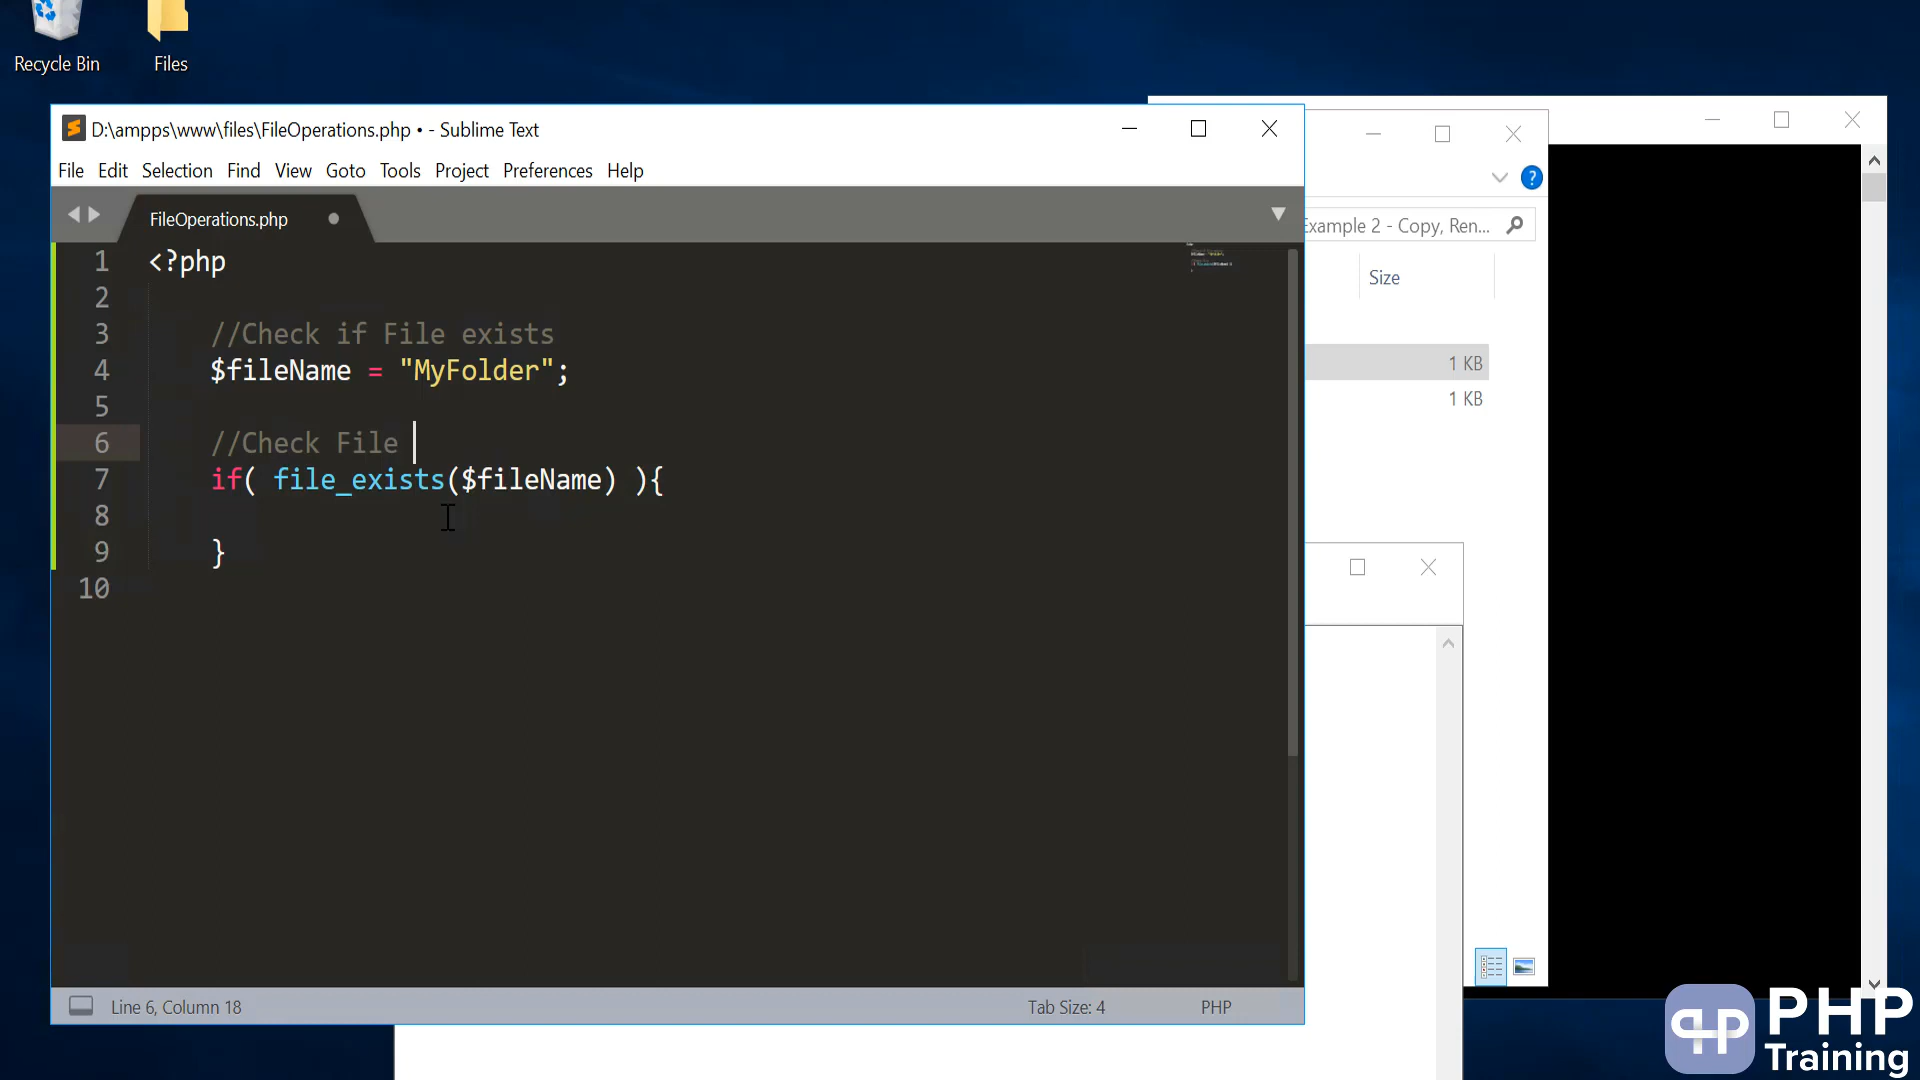 Recycle Bin
Files
D:\ampps\www\files\FileOperations.php • - Sublime Text
File Edit Selection Find View Goto Tools Project Preferences Help
FileOperations.php
1 <?php
2
3 //Check if File exists
4 $fileName = "MyFolder";
5
6 //Check File
7 if( file_exists($fileName) ){
8
9 }
10
Line 6, Column 18
Tab Size: 4
PHP
?
Example 2 - Copy, Ren...
Size
1 KB
1 KB
PHP
Training